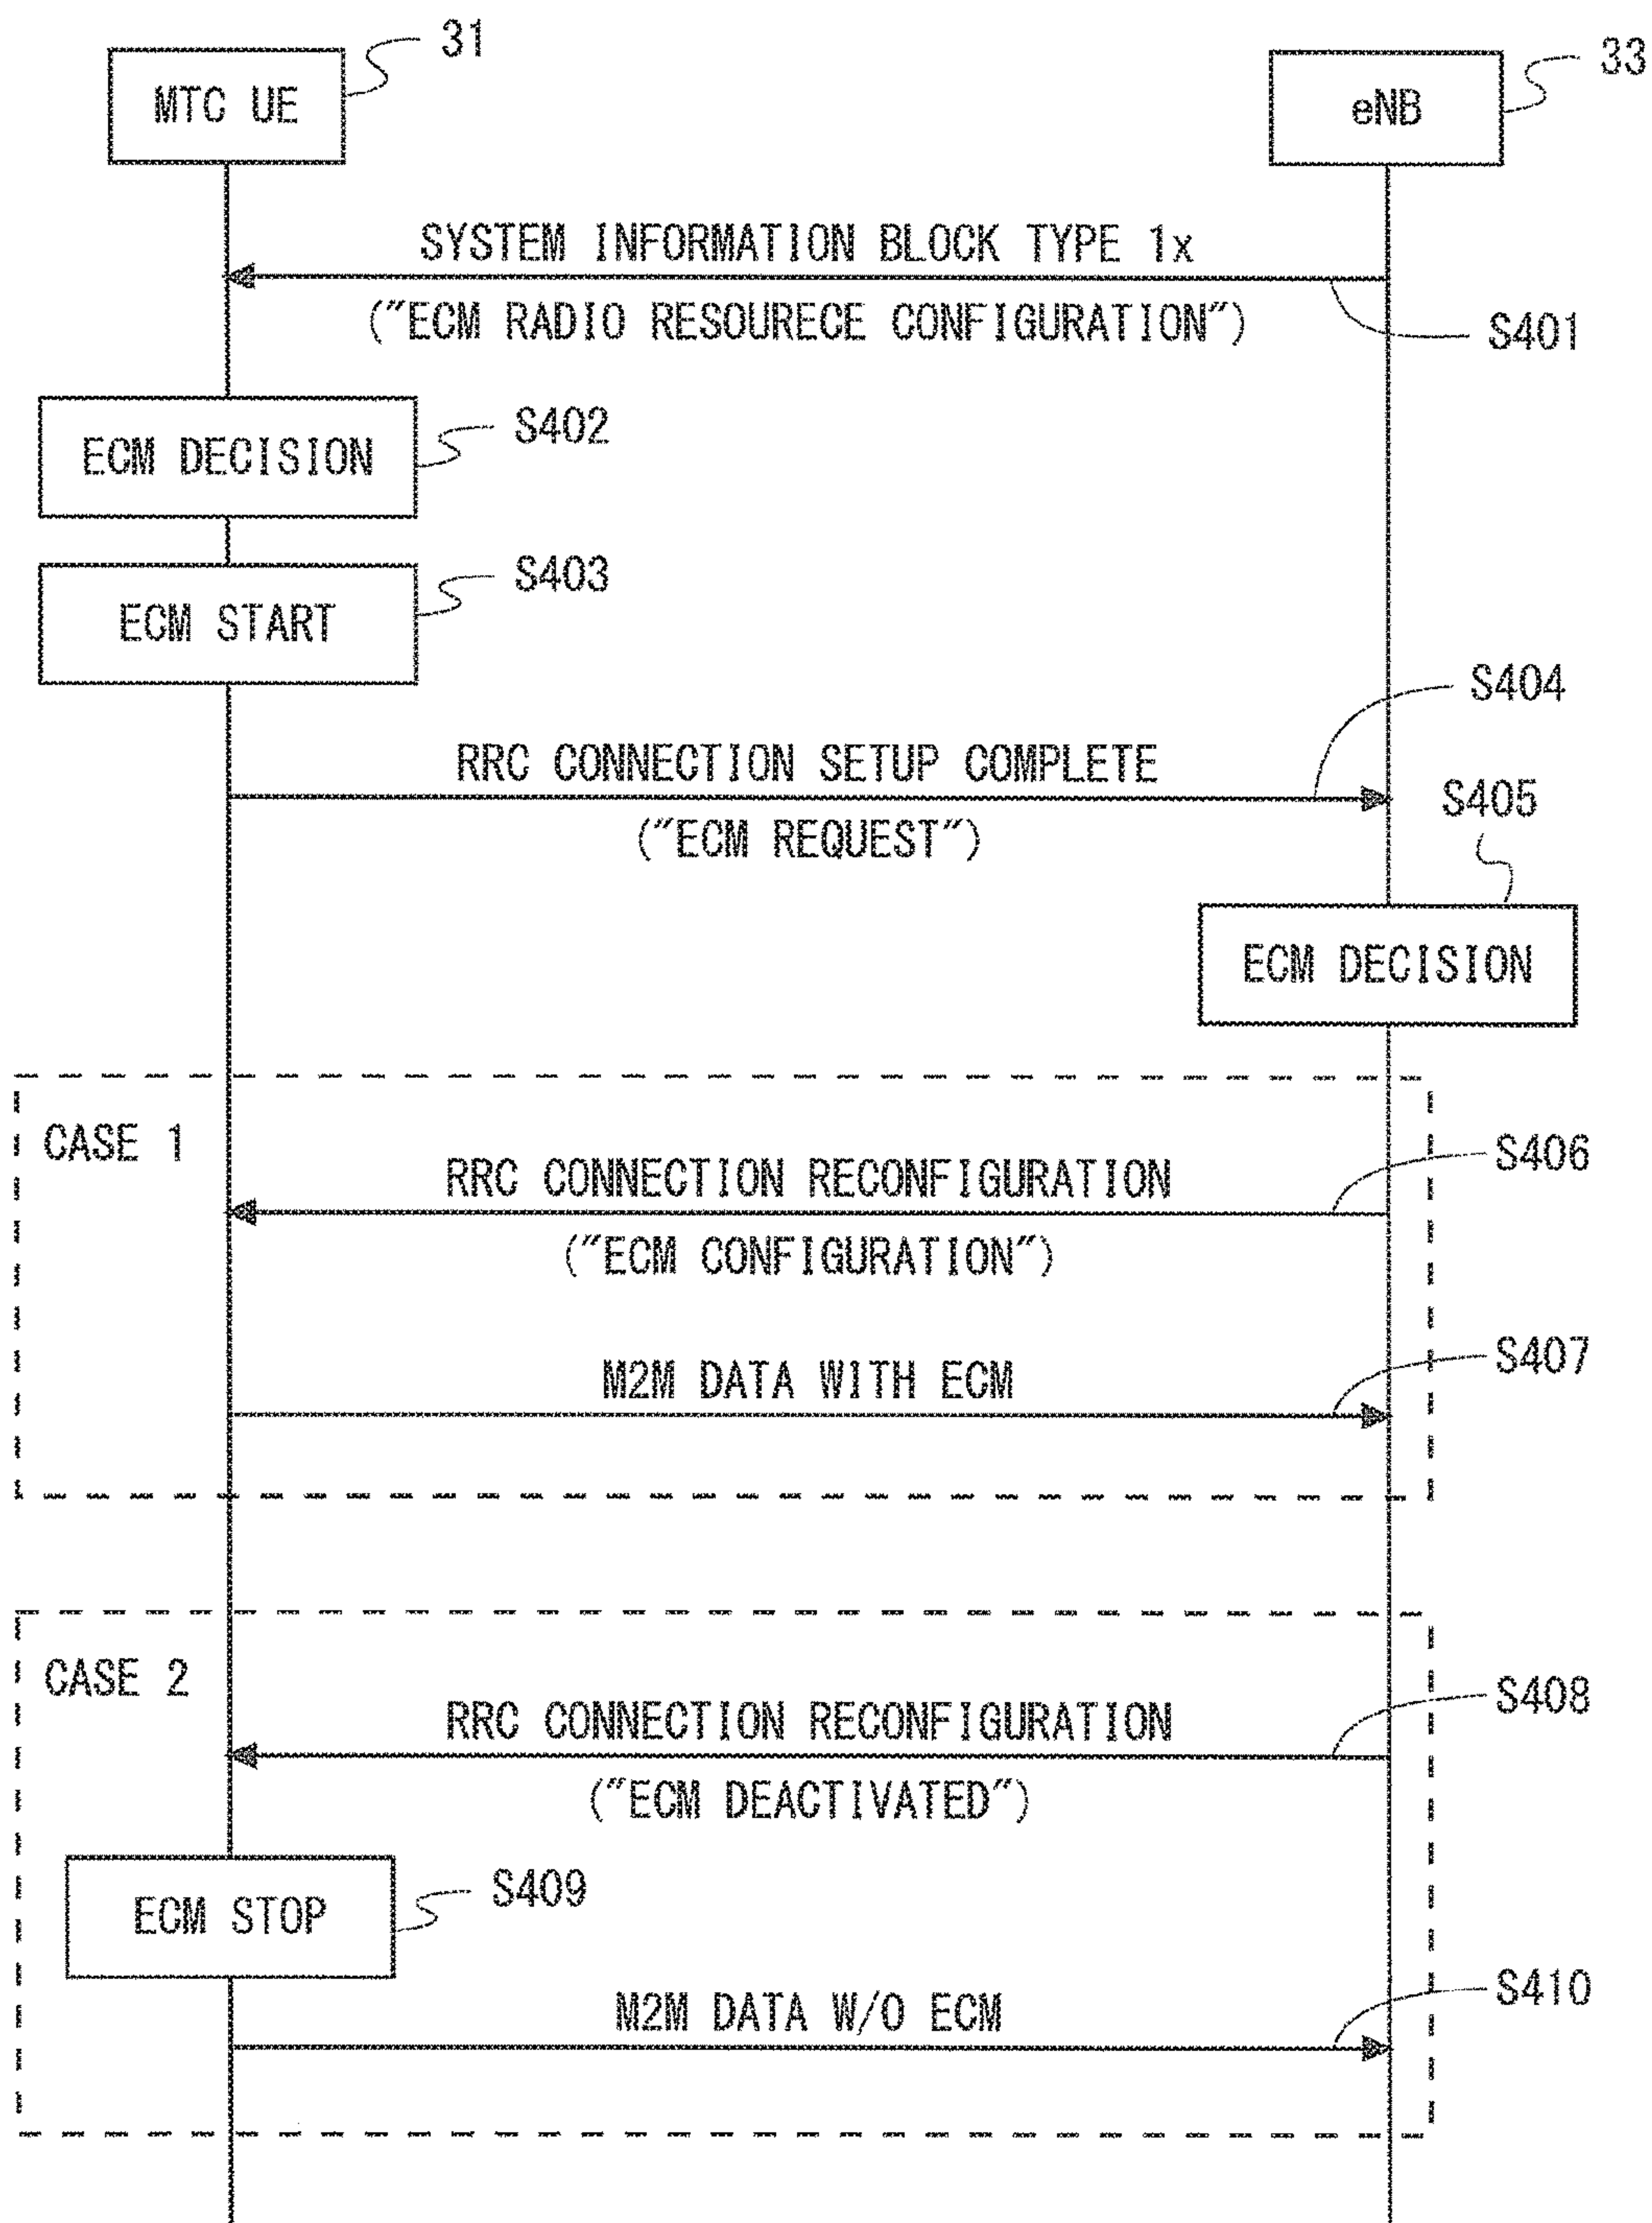 31
33
MTC UE
eNB
SYSTEM INFORMATION BLOCK TYPE 1x
("ECM RADIO RESOURECE CONFIGURATION")
S401
ECM DECISION
S402
ECM START
S403
S404
RRC CONNECTION SETUP COMPLETE
("ECM REQUEST")
S405
ECM DECISION
CASE 1
S406
RRC CONNECTION RECONFIGURATION
("ECM CONFIGURATION")
S407
M2M DATA WITH ECM
CASE 2
S408
RRC CONNECTION RECONFIGURATION
("ECM DEACTIVATED")
ECM STOP
S409
S410
M2M DATA W/O ECM